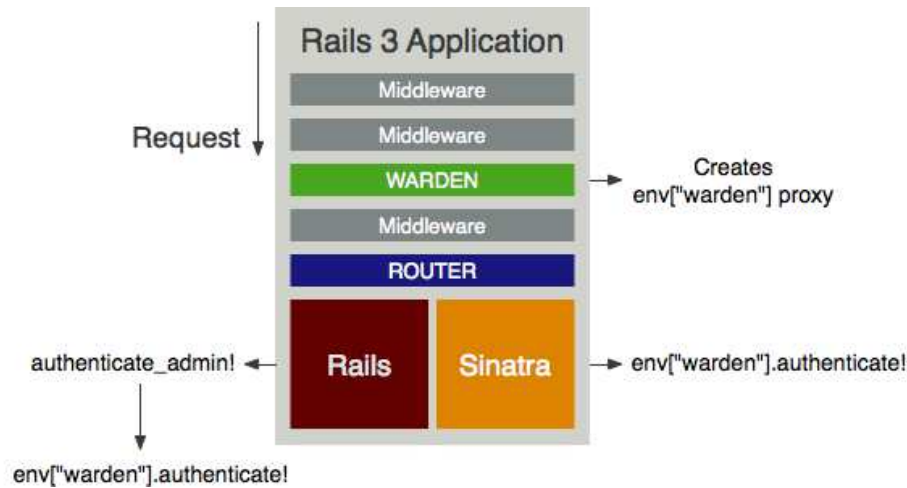 Rails 3 Application
Middleware
Request
Middleware
WARDEN
Creates
env["warden"] proxy
Middleware
ROUTER
authenticate_admin!
Rails
Sinatra
env["warden"].authenticate!
env["warden"].authenticate!